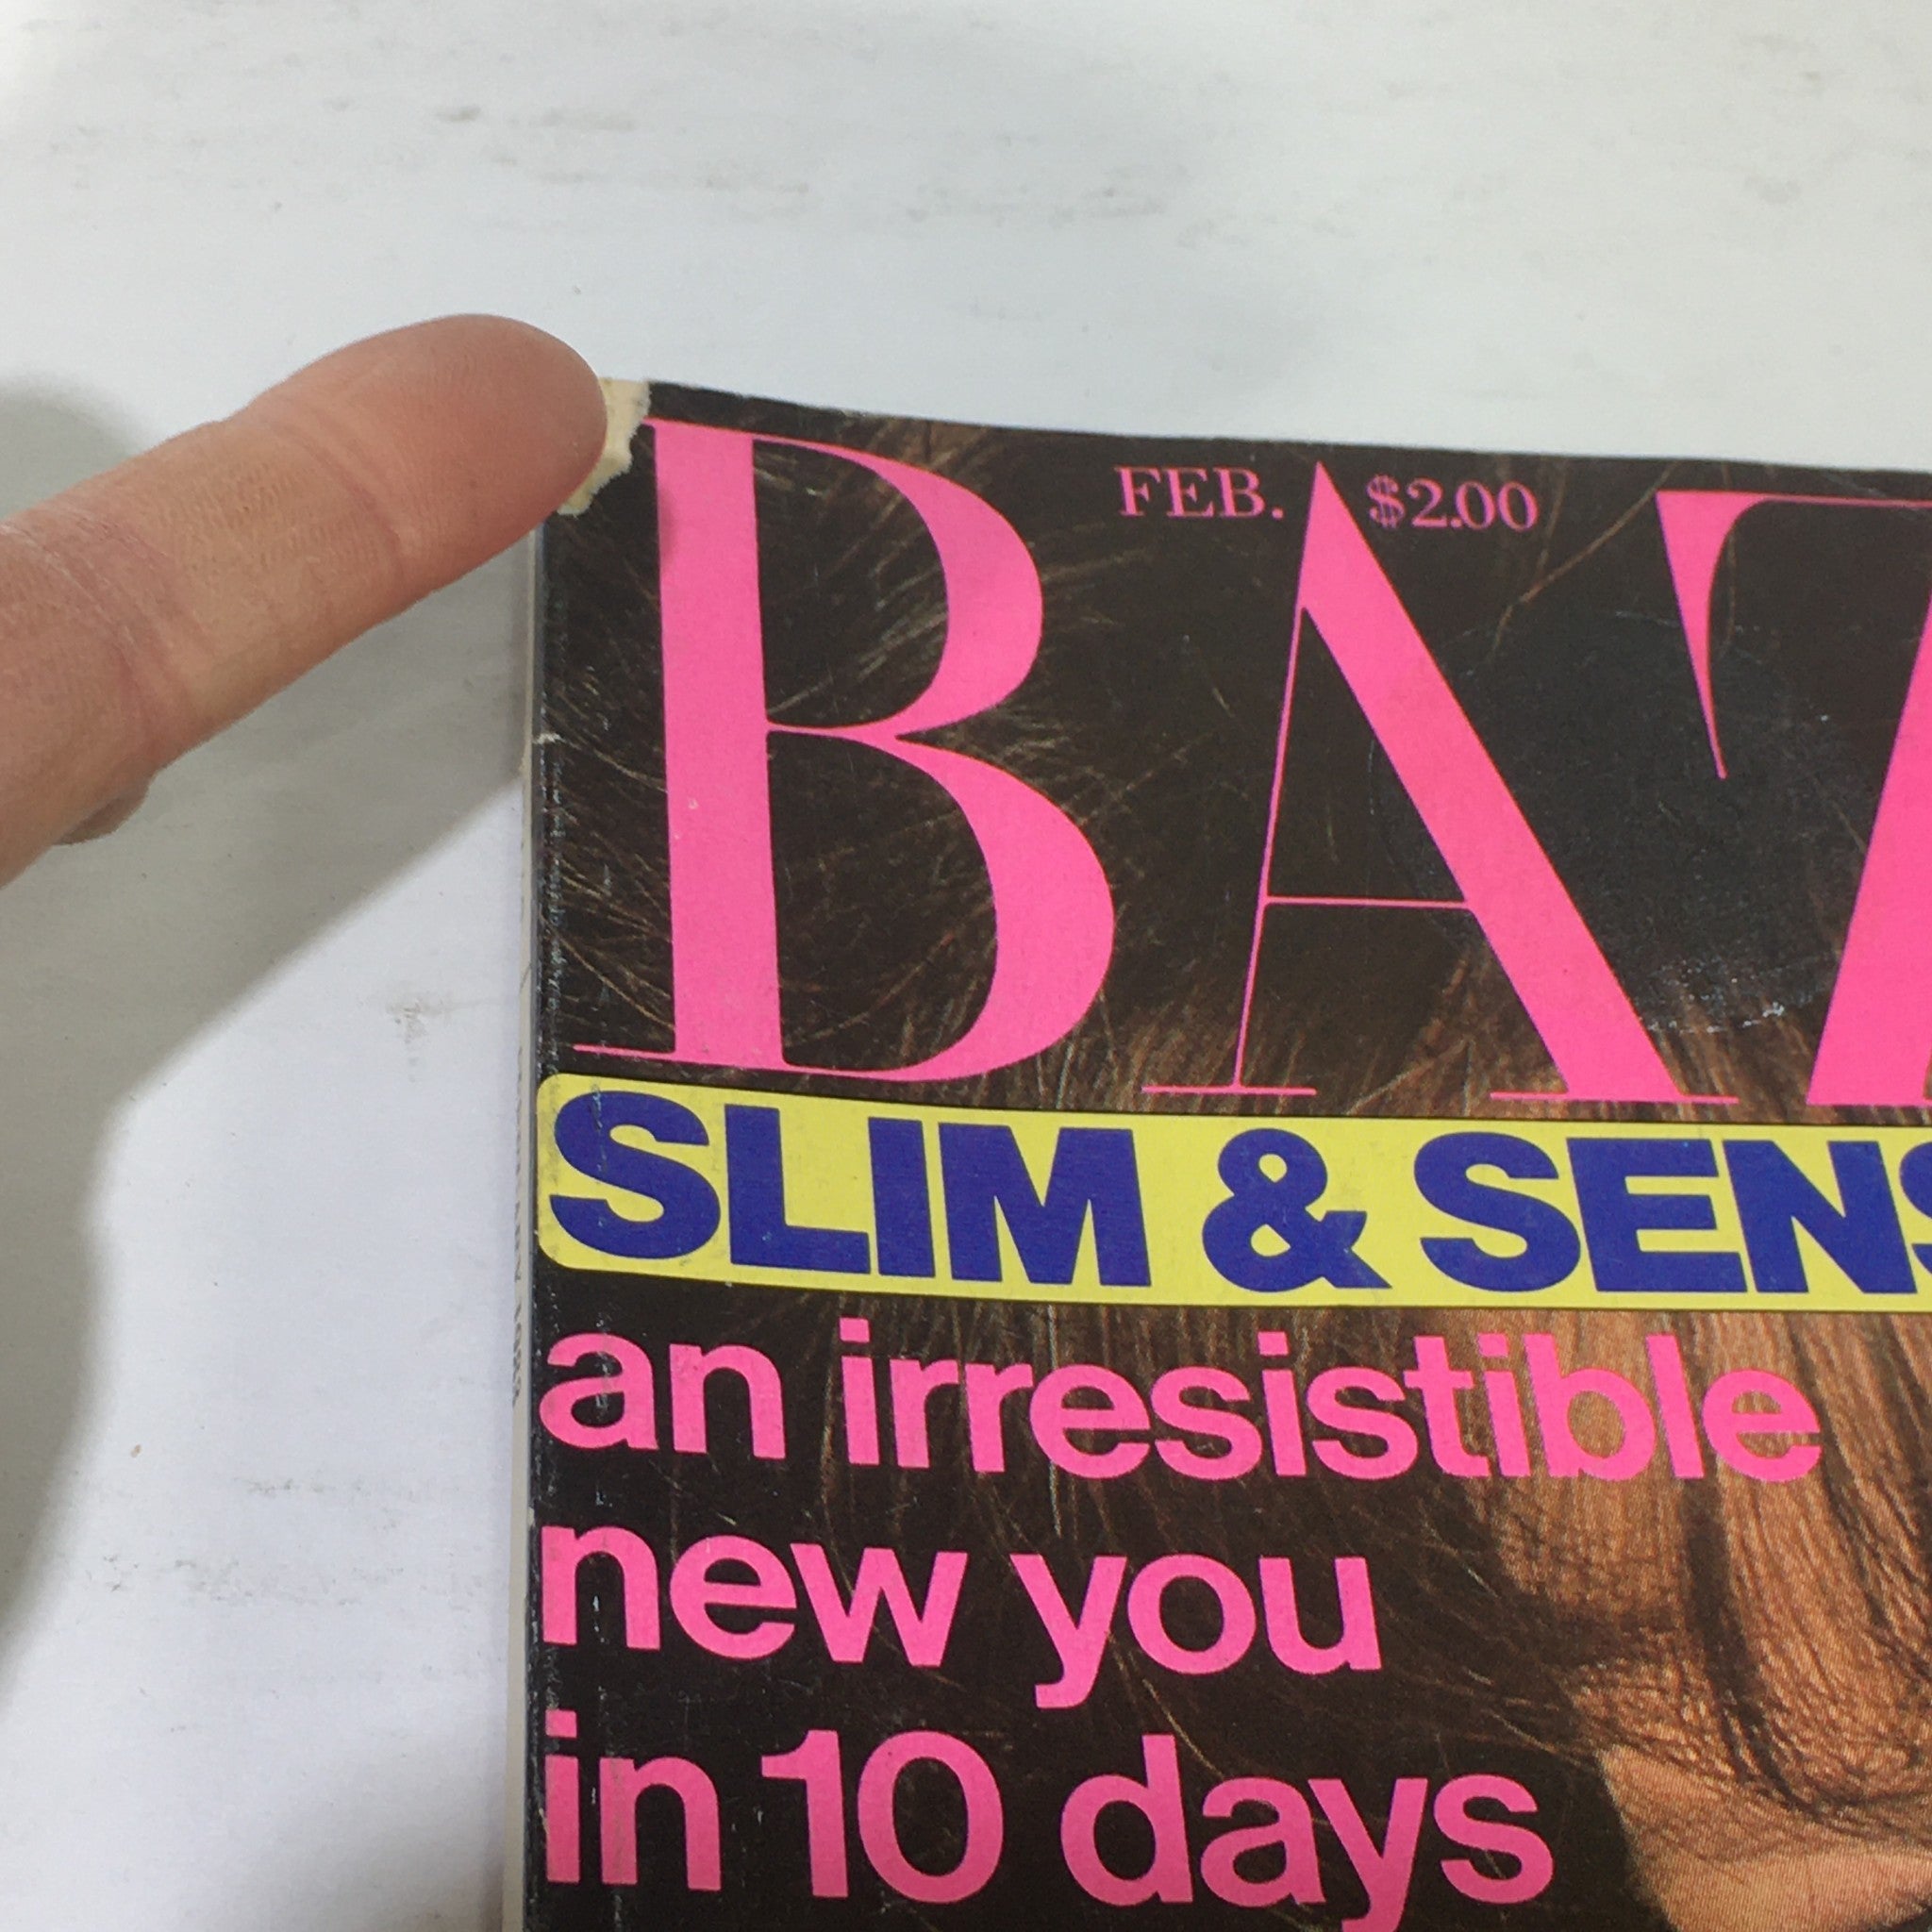 BA
FEB. $2.00
SLIM & SENS
an irresistible
new you
in 10 days